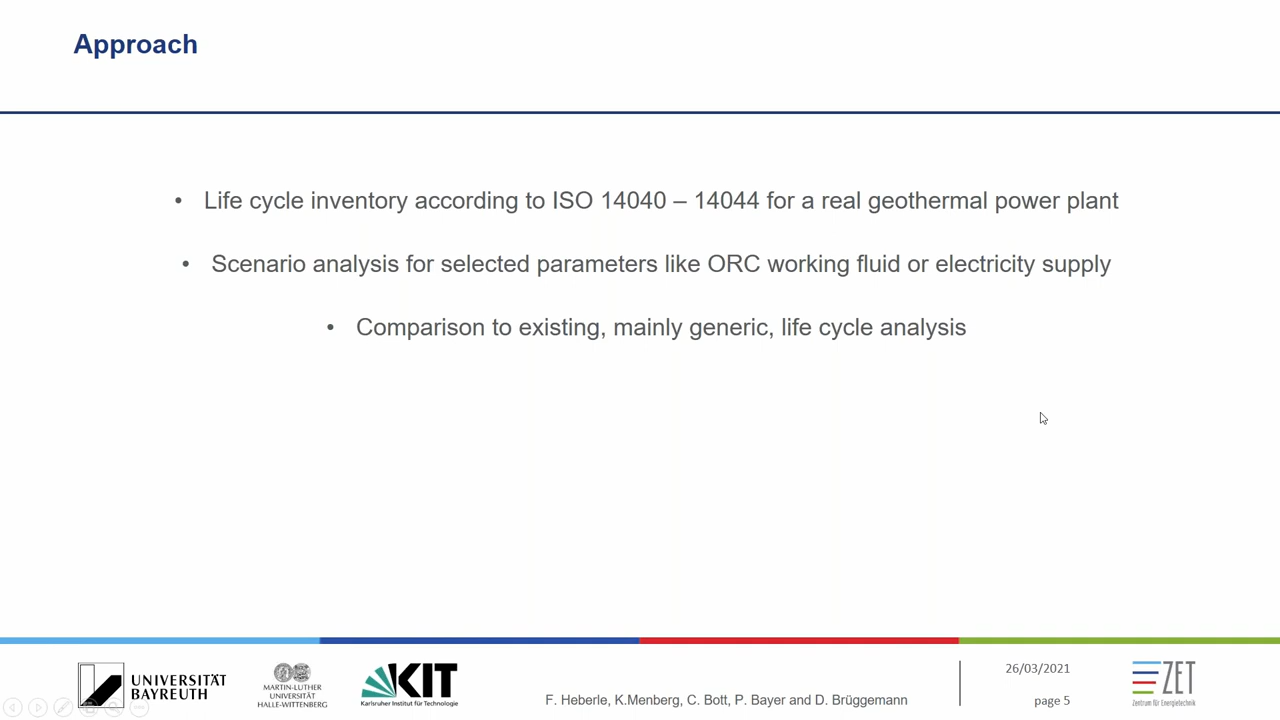 Approach
• Life cycle inventory according to ISO 14040 – 14044 for a real geothermal power plant
• Scenario analysis for selected parameters like ORC working fluid or electricity supply
• Comparison to existing, mainly generic, life cycle analysis
UNIVERSITÄT
BAYREUTH
MARTIN-LUTHER
UNIVERSITÄT
HALLE-WITTENBERG
KIT
Karlsruher Institut für Technologie
F. Heberle, K.Menberg, C. Bott, P. Bayer and D. Brüggemann
26/03/2021
page 5
ZET
Zentrum für Energietechnik